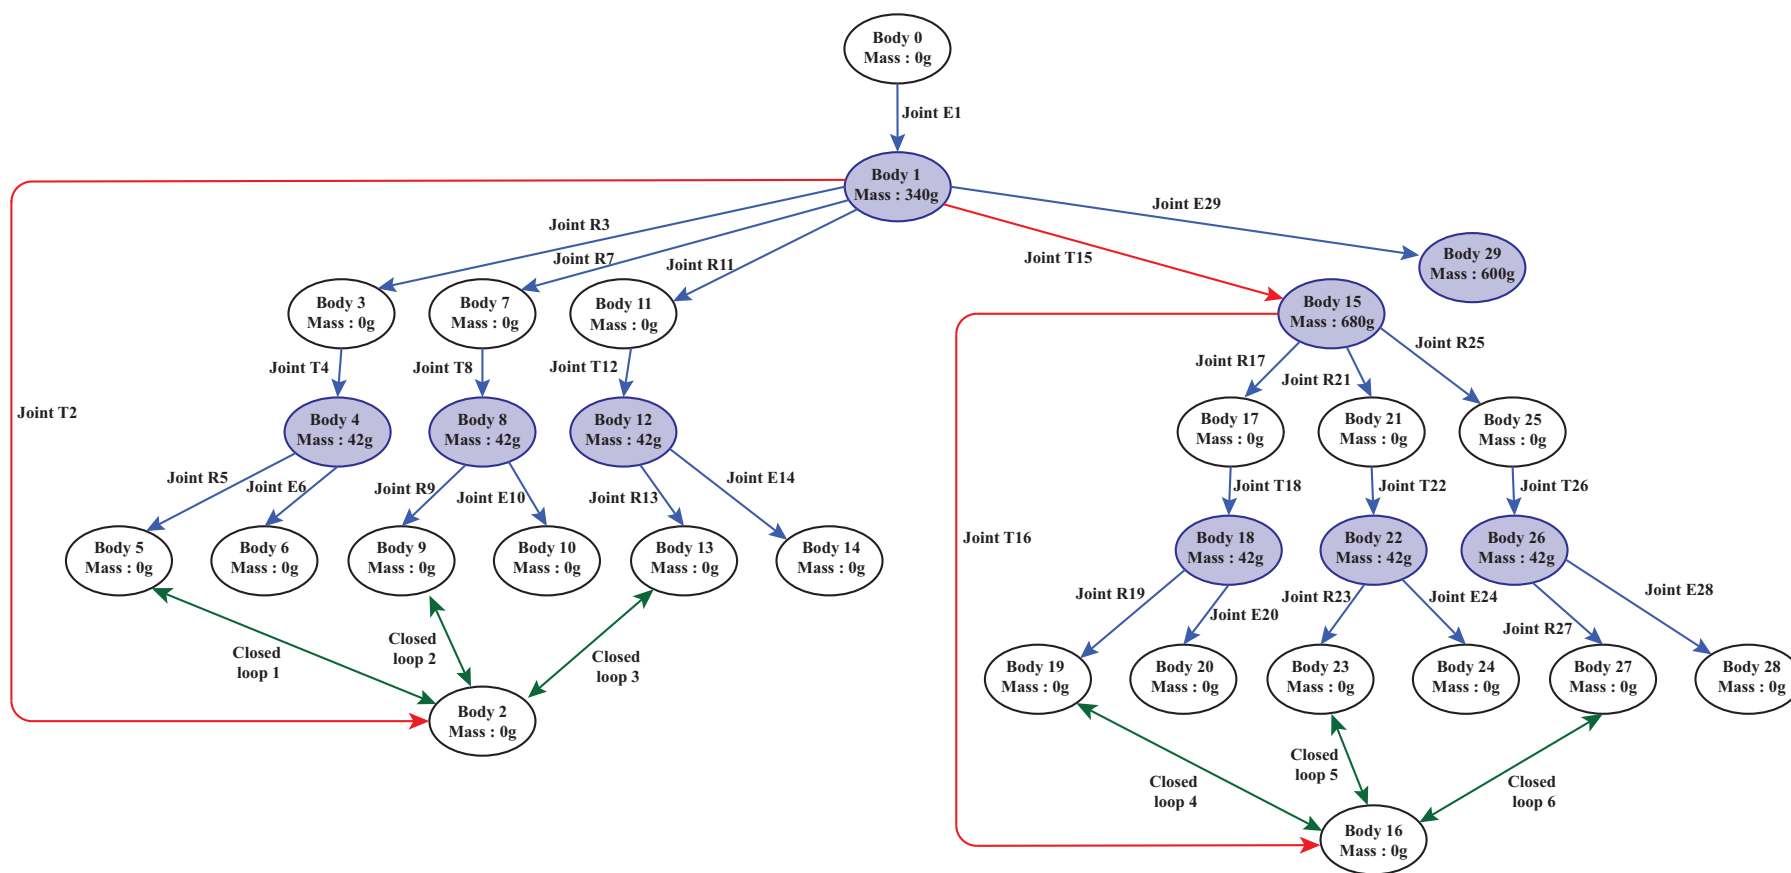 Body 0
Mass : 0g
Joint E1
Body 1
Mass : 340g
Joint E29
Joint R3
Joint R7
Joint R11
Joint T15
Body 29
Mass : 600g
Body 3
Mass : 0g
Body 7
Mass : 0g
Body 11
Mass : 0g
Body 15
Mass : 680g
Joint T4
Joint T8
Joint T12
Joint R17
Joint R21
Joint R25
Joint T2
Body 4
Mass : 42g
Body 8
Mass : 42g
Body 12
Mass : 42g
Body 17
Mass : 0g
Body 21
Mass : 0g
Body 25
Mass : 0g
Joint R5
Joint E6
Joint R9
Joint E10
Joint R13
Joint E14
Joint T18
Joint T22
Joint T26
Joint T16
Body 5
Mass : 0g
Body 6
Mass : 0g
Body 9
Mass : 0g
Body 10
Mass : 0g
Body 13
Mass : 0g
Body 14
Mass : 0g
Body 18
Mass : 42g
Body 22
Mass : 42g
Body 26
Mass : 42g
Joint R19
Joint E20
Joint R23
Joint E24
Joint R27
Joint E28
Closed
loop 1
Closed
loop 2
Closed
loop 3
Body 19
Mass : 0g
Body 20
Mass : 0g
Body 23
Mass : 0g
Body 24
Mass : 0g
Body 27
Mass : 0g
Body 28
Mass : 0g
Body 2
Mass : 0g
Closed
loop 4
Closed
loop 5
Closed
loop 6
Body 16
Mass : 0g